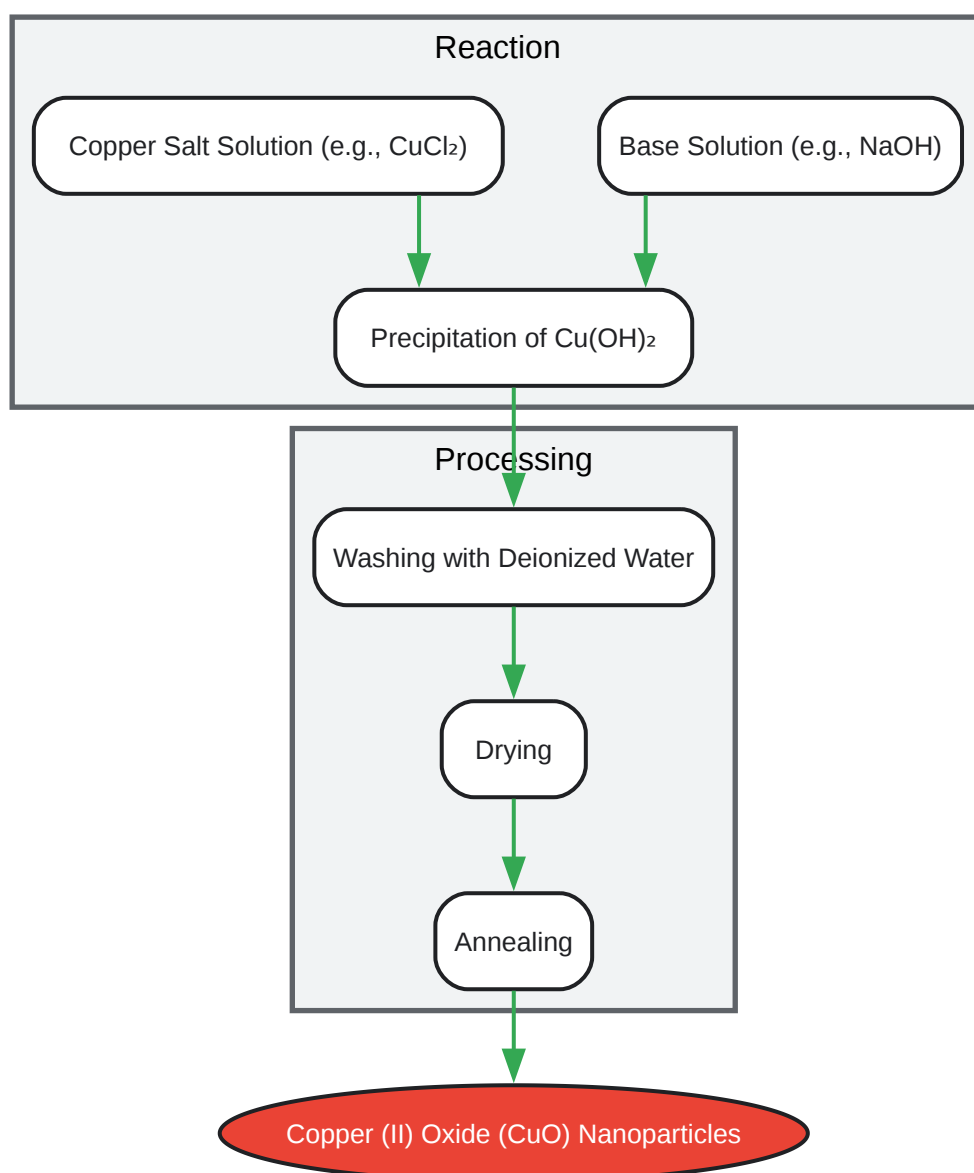 Reaction
Copper Salt Solution (e.g., CuCl₂)
Base Solution (e.g., NaOH)
Precipitation of Cu(OH)₂
Processing
Washing with Deionized Water
Drying
Annealing
Copper (II) Oxide (CuO) Nanoparticles